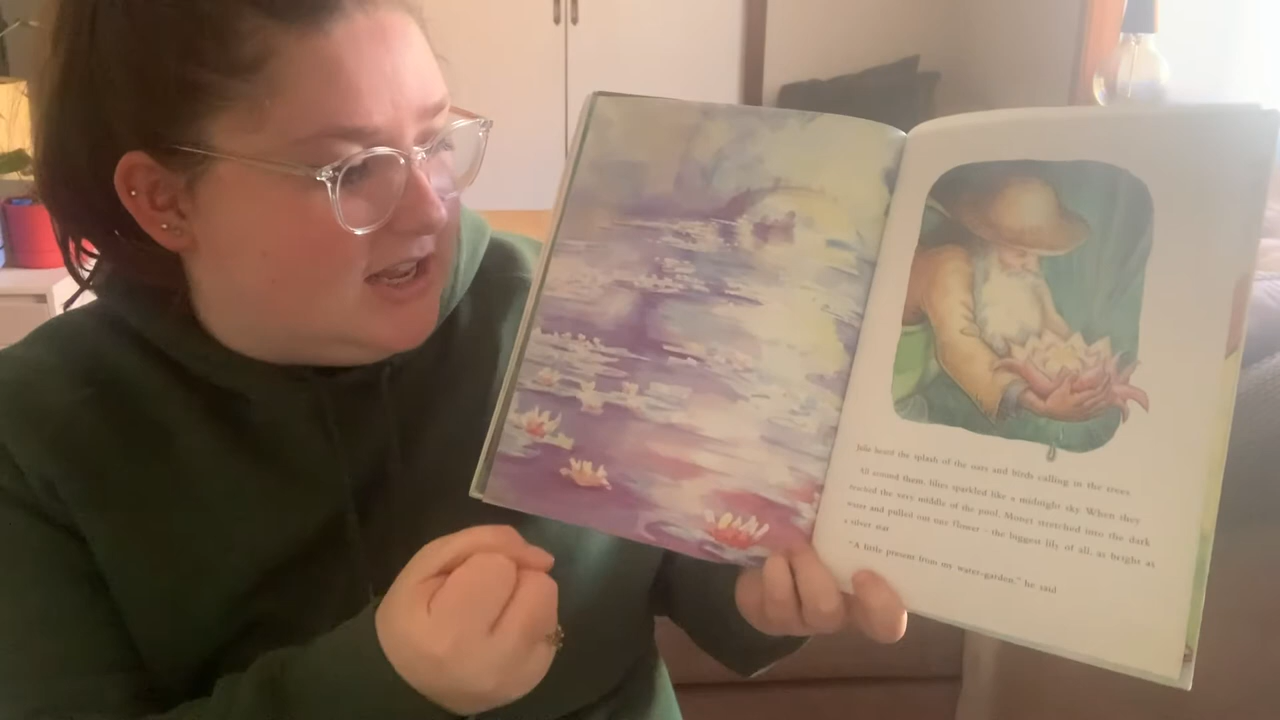 Julie heard the splash of the oars and birds calling in the trees.
All around them, lilies sparkled like a midnight sky. When they
reached the very middle of the pool, Monet stretched into the dark
water and pulled out one flower – the biggest lily of all, as bright as
a silver star.
"A little present from my water-garden," he said